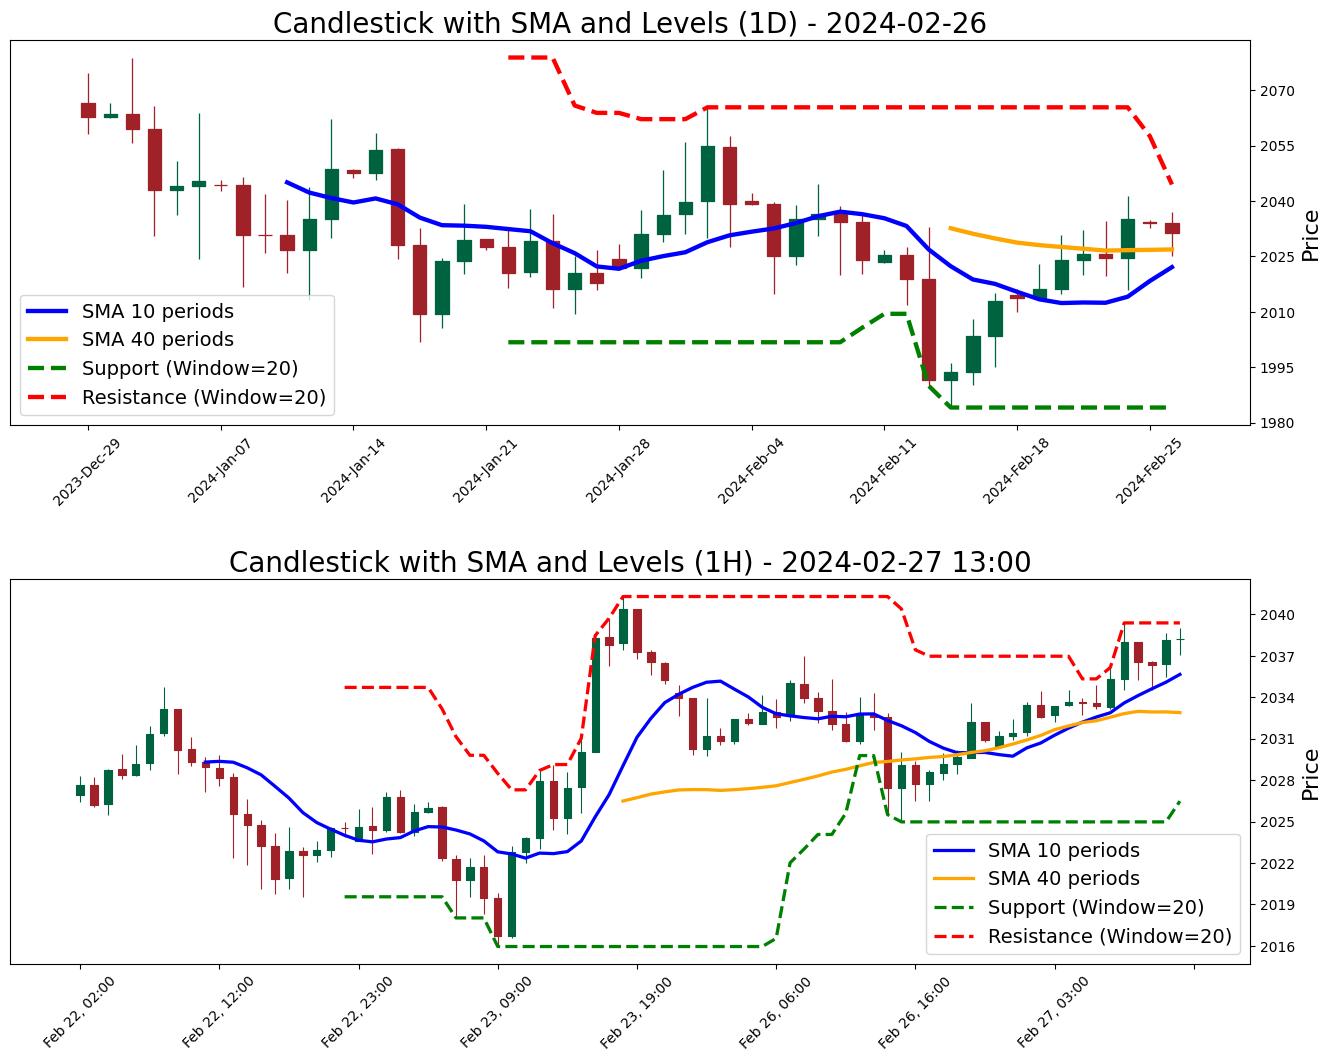 Candlestick with SMA and Levels (1D) - 2024-02-26
2070
2055
2040
2025
2010
1995
1980
Price
SMA 10 periods
SMA 40 periods
Support (Window=20)
Resistance (Window=20)
2023-Dec-29
2024-Jan-07
2024-Jan-14
2024-Jan-21
2024-Jan-28
2024-Feb-04
2024-Feb-11
2024-Feb-18
2024-Feb-25
Candlestick with SMA and Levels (1H) - 2024-02-27 13:00
2040
2037
2034
2031
2028
2025
2022
2019
2016
Price
SMA 10 periods
SMA 40 periods
Support (Window=20)
Resistance (Window=20)
Feb 22, 02:00
Feb 22, 12:00
Feb 22, 23:00
Feb 23, 09:00
Feb 23, 19:00
Feb 26, 06:00
Feb 26, 16:00
Feb 27, 03:00